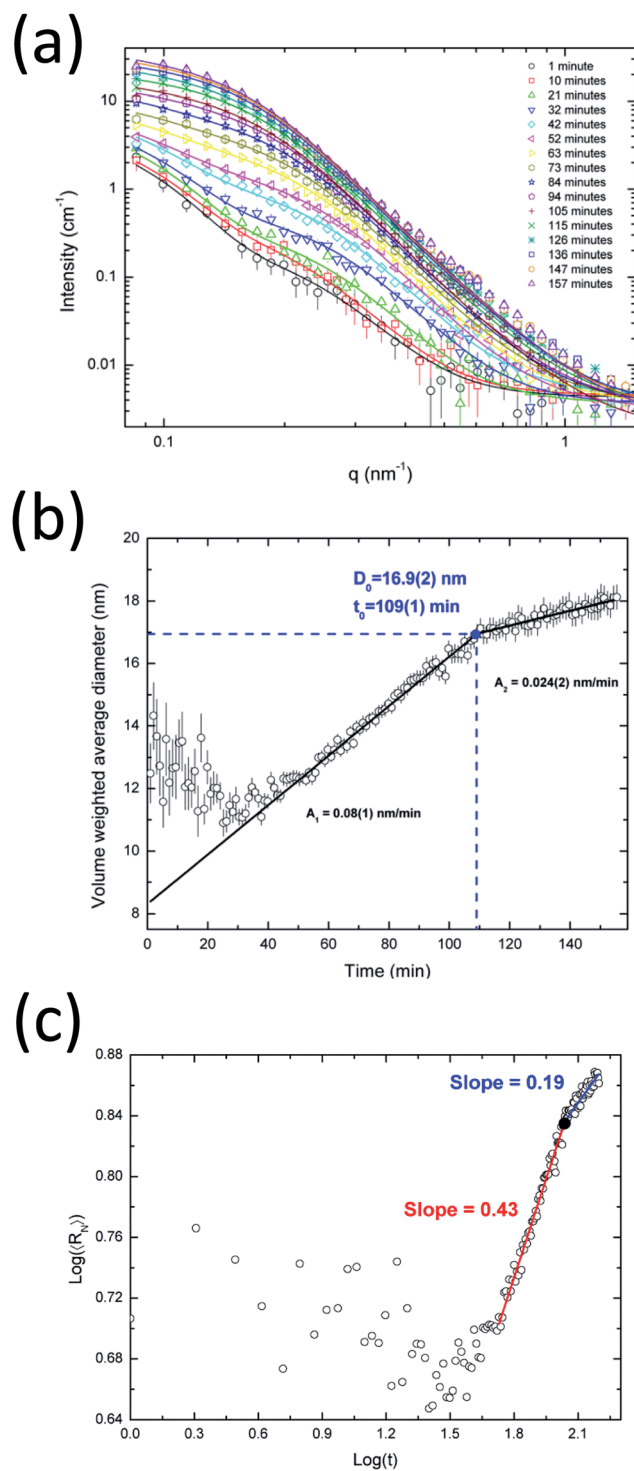 (a)
10
1
0.1
0.01
Intensity (cm⁻¹)
0.1
1
q (nm⁻¹)
1 minute
10 minutes
21 minutes
32 minutes
42 minutes
52 minutes
63 minutes
73 minutes
84 minutes
94 minutes
105 minutes
115 minutes
126 minutes
136 minutes
147 minutes
157 minutes
(b)
20
18
16
14
12
10
8
Volume weighted average diameter (nm)
D₀=16.9(2) nm
t₀=109(1) min
A₂ = 0.024(2) nm/min
A₁ = 0.08(1) nm/min
0 20 40 60 80 100 120 140
Time (min)
(c)
0.88
0.84
0.80
0.76
0.72
0.68
0.64
Log(⟨R_N⟩)
Slope = 0.19
Slope = 0.43
0.0 0.3 0.6 0.9 1.2 1.5 1.8 2.1
Log(t)